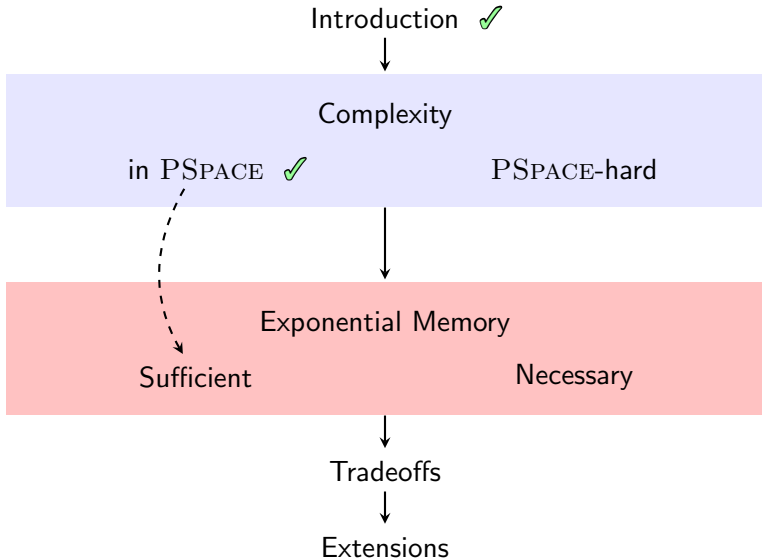 Introduction ✓
Complexity
in PSPACE ✓ PSPACE-hard
Exponential Memory
Sufficient Necessary
Tradeoffs
Extensions